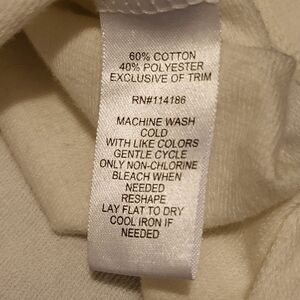 60% COTTON
40% POLYESTER
EXCLUSIVE OF TRIM
RN#114186
MACHINE WASH
COLD
WITH LIKE COLORS
GENTLE CYCLE
ONLY NON-CHLORINE
BLEACH WHEN
NEEDED
RESHAPE
LAY FLAT TO DRY
COOL IRON IF
NEEDED